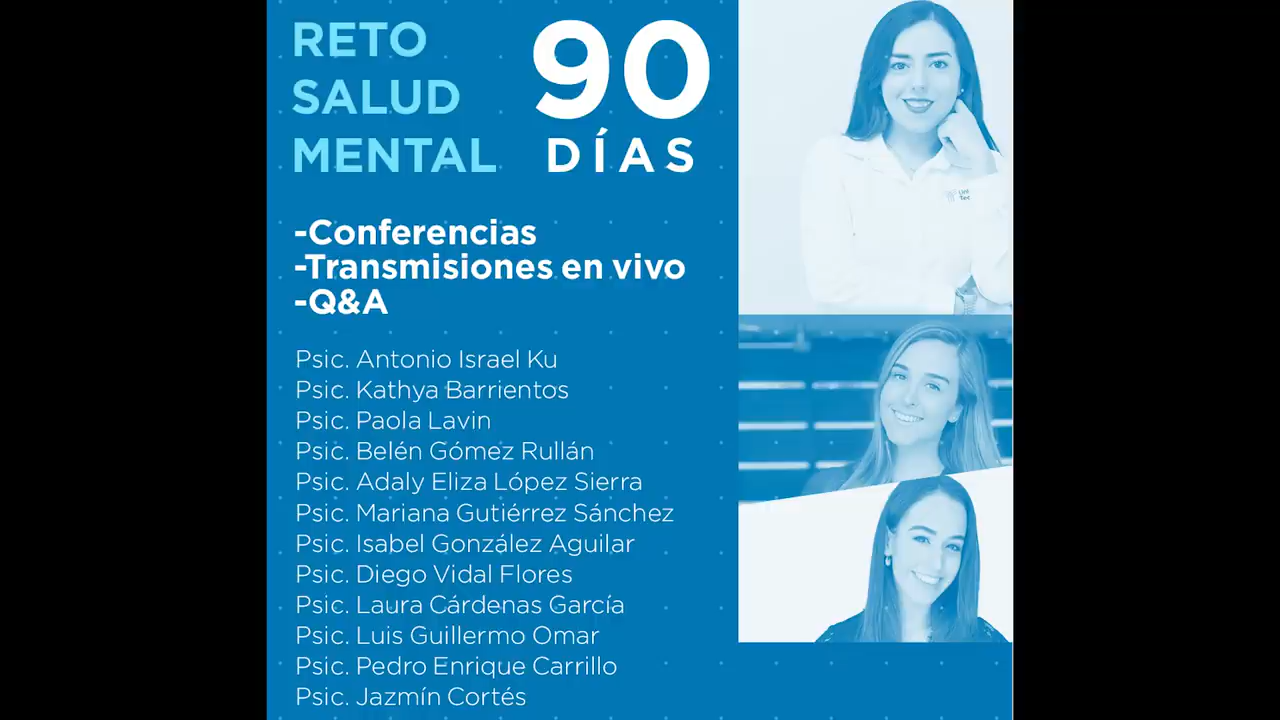 RETO
SALUD
MENTAL
90
DÍAS
-Conferencias
-Transmisiones en vivo
-Q&A
Psic. Antonio Israel Ku
Psic. Kathya Barrientos
Psic. Paola Lavin
Psic. Belén Gómez Rullán
Psic. Adaly Eliza López Sierra
Psic. Mariana Gutiérrez Sánchez
Psic. Isabel González Aguilar
Psic. Diego Vidal Flores
Psic. Laura Cárdenas García
Psic. Luis Guillermo Omar
Psic. Pedro Enrique Carrillo
Psic. Jazmín Cortés